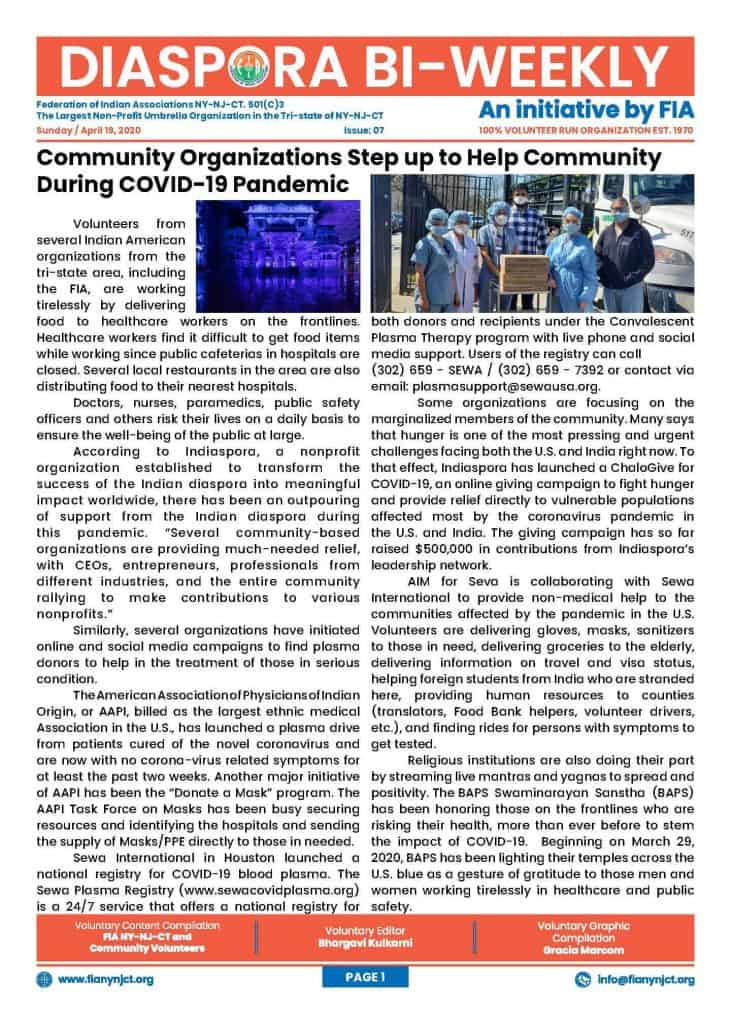 DIASPORA BI-WEEKLY
Federation of Indian Associations NY-NJ-CT. 501(C)3
The Largest Non-Profit Umbrella Organization in the Tri-state of NY-NJ-CT
Sunday / April 19, 2020
Issue: 07
An initiative by FIA
100% VOLUNTEER RUN ORGANIZATION EST. 1970
Community Organizations Step up to Help Community
During COVID-19 Pandemic
Volunteers from
several Indian American
organizations from the
tri-state area, including
the FIA, are working
tirelessly by delivering
food to healthcare workers on the frontlines.
Healthcare workers find it difficult to get food items
while working since public cafeterias in hospitals are
closed. Several local restaurants in the area are also
distributing food to their nearest hospitals.
Doctors, nurses, paramedics, public safety
officers and others risk their lives on a daily basis to
ensure the well-being of the public at large.
According to Indiaspora, a nonprofit
organization established to transform the
success of the Indian diaspora into meaningful
impact worldwide, there has been an outpouring
of support from the Indian diaspora during
this pandemic. "Several community-based
organizations are providing much-needed relief,
with CEOs, entrepreneurs, professionals from
different industries, and the entire community
rallying to make contributions to various
nonprofits."
Similarly, several organizations have initiated
online and social media campaigns to find plasma
donors to help in the treatment of those in serious
condition.
The American Association of Physicians of Indian
Origin, or AAPI, billed as the largest ethnic medical
Association in the U.S., has launched a plasma drive
from patients cured of the novel coronavirus and
are now with no corona-virus related symptoms for
at least the past two weeks. Another major initiative
of AAPI has been the "Donate a Mask" program. The
AAPI Task Force on Masks has been busy securing
resources and identifying the hospitals and sending
the supply of Masks/PPE directly to those in needed.
Sewa International in Houston launched a
national registry for COVID-19 blood plasma. The
Sewa Plasma Registry (www.sewacovidplasma.org)
is a 24/7 service that offers a national registry for
517
both donors and recipients under the Convalescent
Plasma Therapy program with live phone and social
media support. Users of the registry can call
(302) 659 - SEWA / (302) 659 - 7392 or contact via
email: plasmasupport@sewausa.org.
Some organizations are focusing on the
marginalized members of the community. Many says
that hunger is one of the most pressing and urgent
challenges facing both the U.S. and India right now. To
that effect, Indiaspora has launched a ChaloGive for
COVID-19, an online giving campaign to fight hunger
and provide relief directly to vulnerable populations
affected most by the coronavirus pandemic in
the U.S. and India. The giving campaign has so far
raised $500,000 in contributions from Indiaspora's
leadership network.
AIM for Seva is collaborating with Sewa
International to provide non-medical help to the
communities affected by the pandemic in the U.S.
Volunteers are delivering gloves, masks, sanitizers
to those in need, delivering groceries to the elderly,
delivering information on travel and visa status,
helping foreign students from India who are stranded
here, providing human resources to counties
(translators, Food Bank helpers, volunteer drivers,
etc.), and finding rides for persons with symptoms to
get tested.
Religious institutions are also doing their part
by streaming live mantras and yagnas to spread and
positivity. The BAPS Swaminarayan Sanstha (BAPS)
has been honoring those on the frontlines who are
risking their health, more than ever before to stem
the impact of COVID-19. Beginning on March 29,
2020, BAPS has been lighting their temples across the
U.S. blue as a gesture of gratitude to those men and
women working tirelessly in healthcare and public
safety.
Voluntary Content Compilation
FIA NY-NJ-CT and
Community Volunteers
Voluntary Editor
Bhargavi Kulkarni
Voluntary Graphic
Compilation
Gracia Marcom
www.fianynjct.org
PAGE 1
info@fianynjct.org